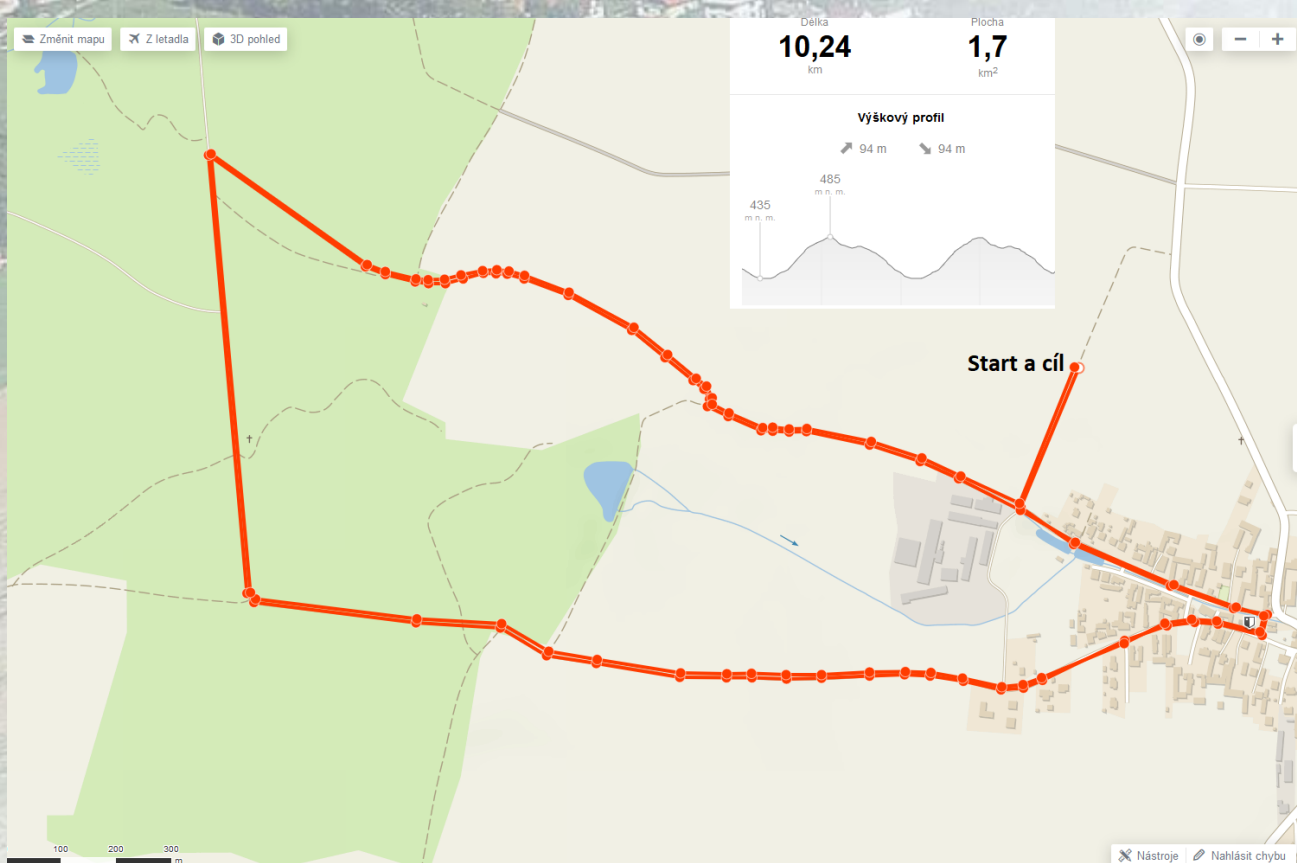 Změnit mapu
Z letadla
3D pohled
Délka
10,24
km
Plocha
1,7
km²
Výškový profil
94 m
94 m
485
m n. m.
435
m n. m.
Start a cíl
100 200 300
m
Nástroje
Nahlásit chybu